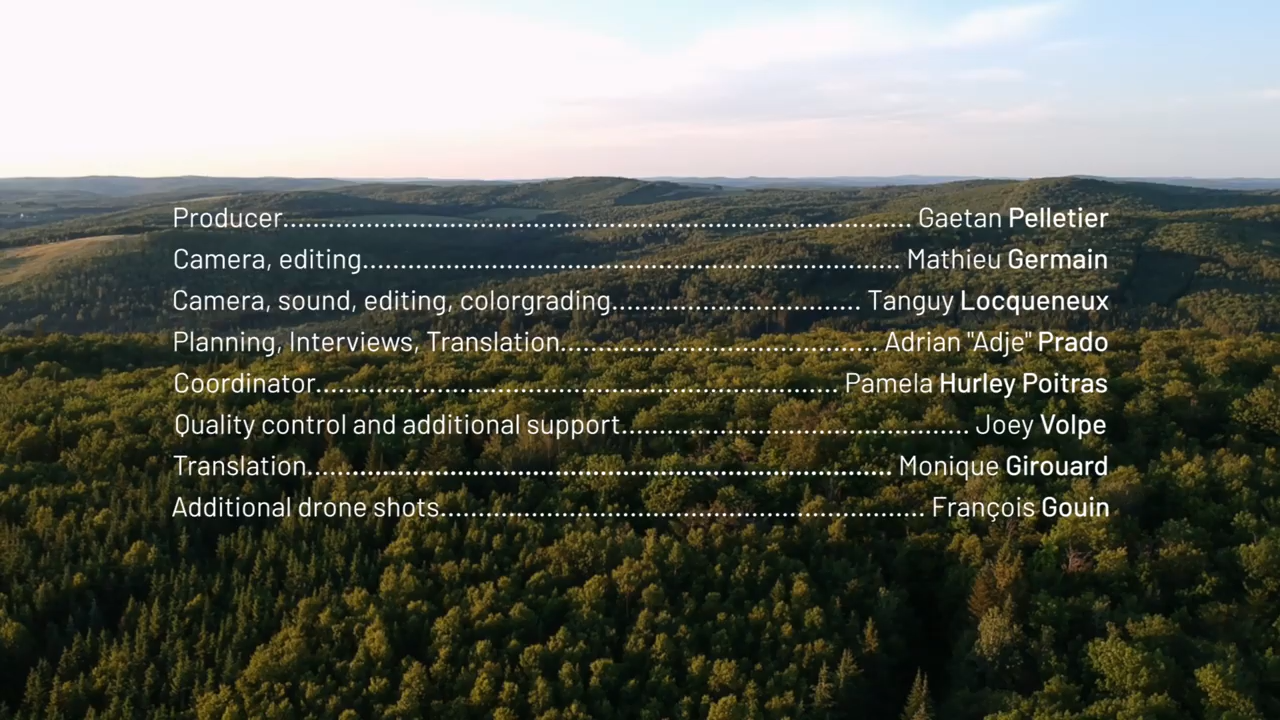 Producer.................................................................................... Gaetan Pelletier
Camera, editing........................................................................ Mathieu Germain
Camera, sound, editing, colorgrading................................. Tanguy Locqueneux
Planning, Interviews, Translation.......................................... Adrian "Adje" Prado
Coordinator..................................................................... Pamela Hurley Poitras
Quality control and additional support.............................................. Joey Volpe
Translation.............................................................................. Monique Girouard
Additional drone shots................................................................ François Gouin